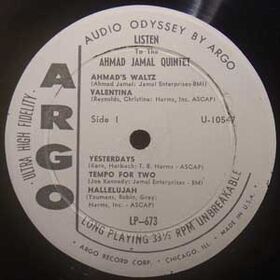 AUDIO ODYSSEY BY ARGO
LISTEN
To The
AHMAD JAMAL QUINTET
AHMAD'S WALTZ
(Ahmad Jamal: Jamal Enterprises-BMI)
VALENTINA
(Reynolds, Christine: Harms, Inc., ASCAP)
Side 1
U-10547
YESTERDAYS
(Kern, Harbach: T. B. Harms - ASCAP)
TEMPO FOR TWO
(Joe Kennedy: Jamal Enterprises - BMI)
HALLELUJAH
(Youmans, Robin, Grey:
Harms, Inc. - ASCAP)
LP-673
LONG PLAYING 33⅓ RPM UNBREAKABLE
ARGO RECORD CORP. - CHICAGO, ILL. - MADE IN U.S.A.
ARGO
ULTRA HIGH FIDELITY